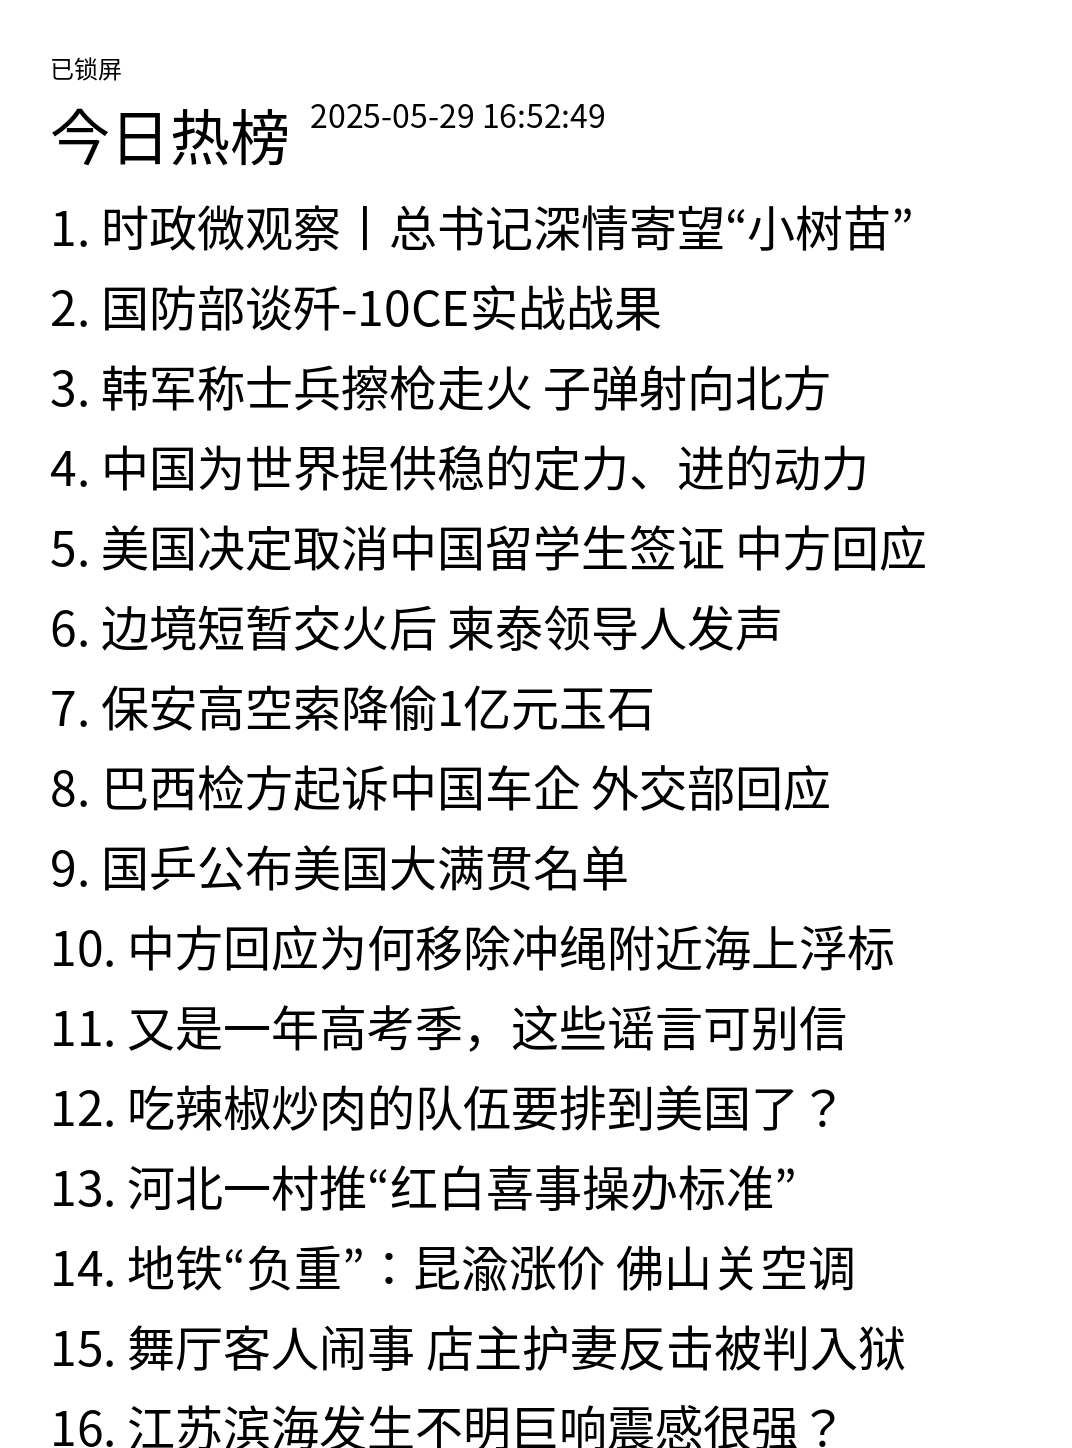 已锁屏
今日热榜 2025-05-29 16:52:49
1. 时政微观察丨总书记深情寄望“小树苗”
2. 国防部谈歼-10CE实战战果
3. 韩军称士兵擦枪走火 子弹射向北方
4. 中国为世界提供稳的定力、进的动力
5. 美国决定取消中国留学生签证 中方回应
6. 边境短暂交火后 柬泰领导人发声
7. 保安高空索降偷1亿元玉石
8. 巴西检方起诉中国车企 外交部回应
9. 国乒公布美国大满贯名单
10. 中方回应为何移除冲绳附近海上浮标
11. 又是一年高考季，这些谣言可别信
12. 吃辣椒炒肉的队伍要排到美国了？
13. 河北一村推“红白喜事操办标准”
14. 地铁“负重”：昆渝涨价 佛山关空调
15. 舞厅客人闹事 店主护妻反击被判入狱
16. 江苏滨海发生不明巨响震感很强？